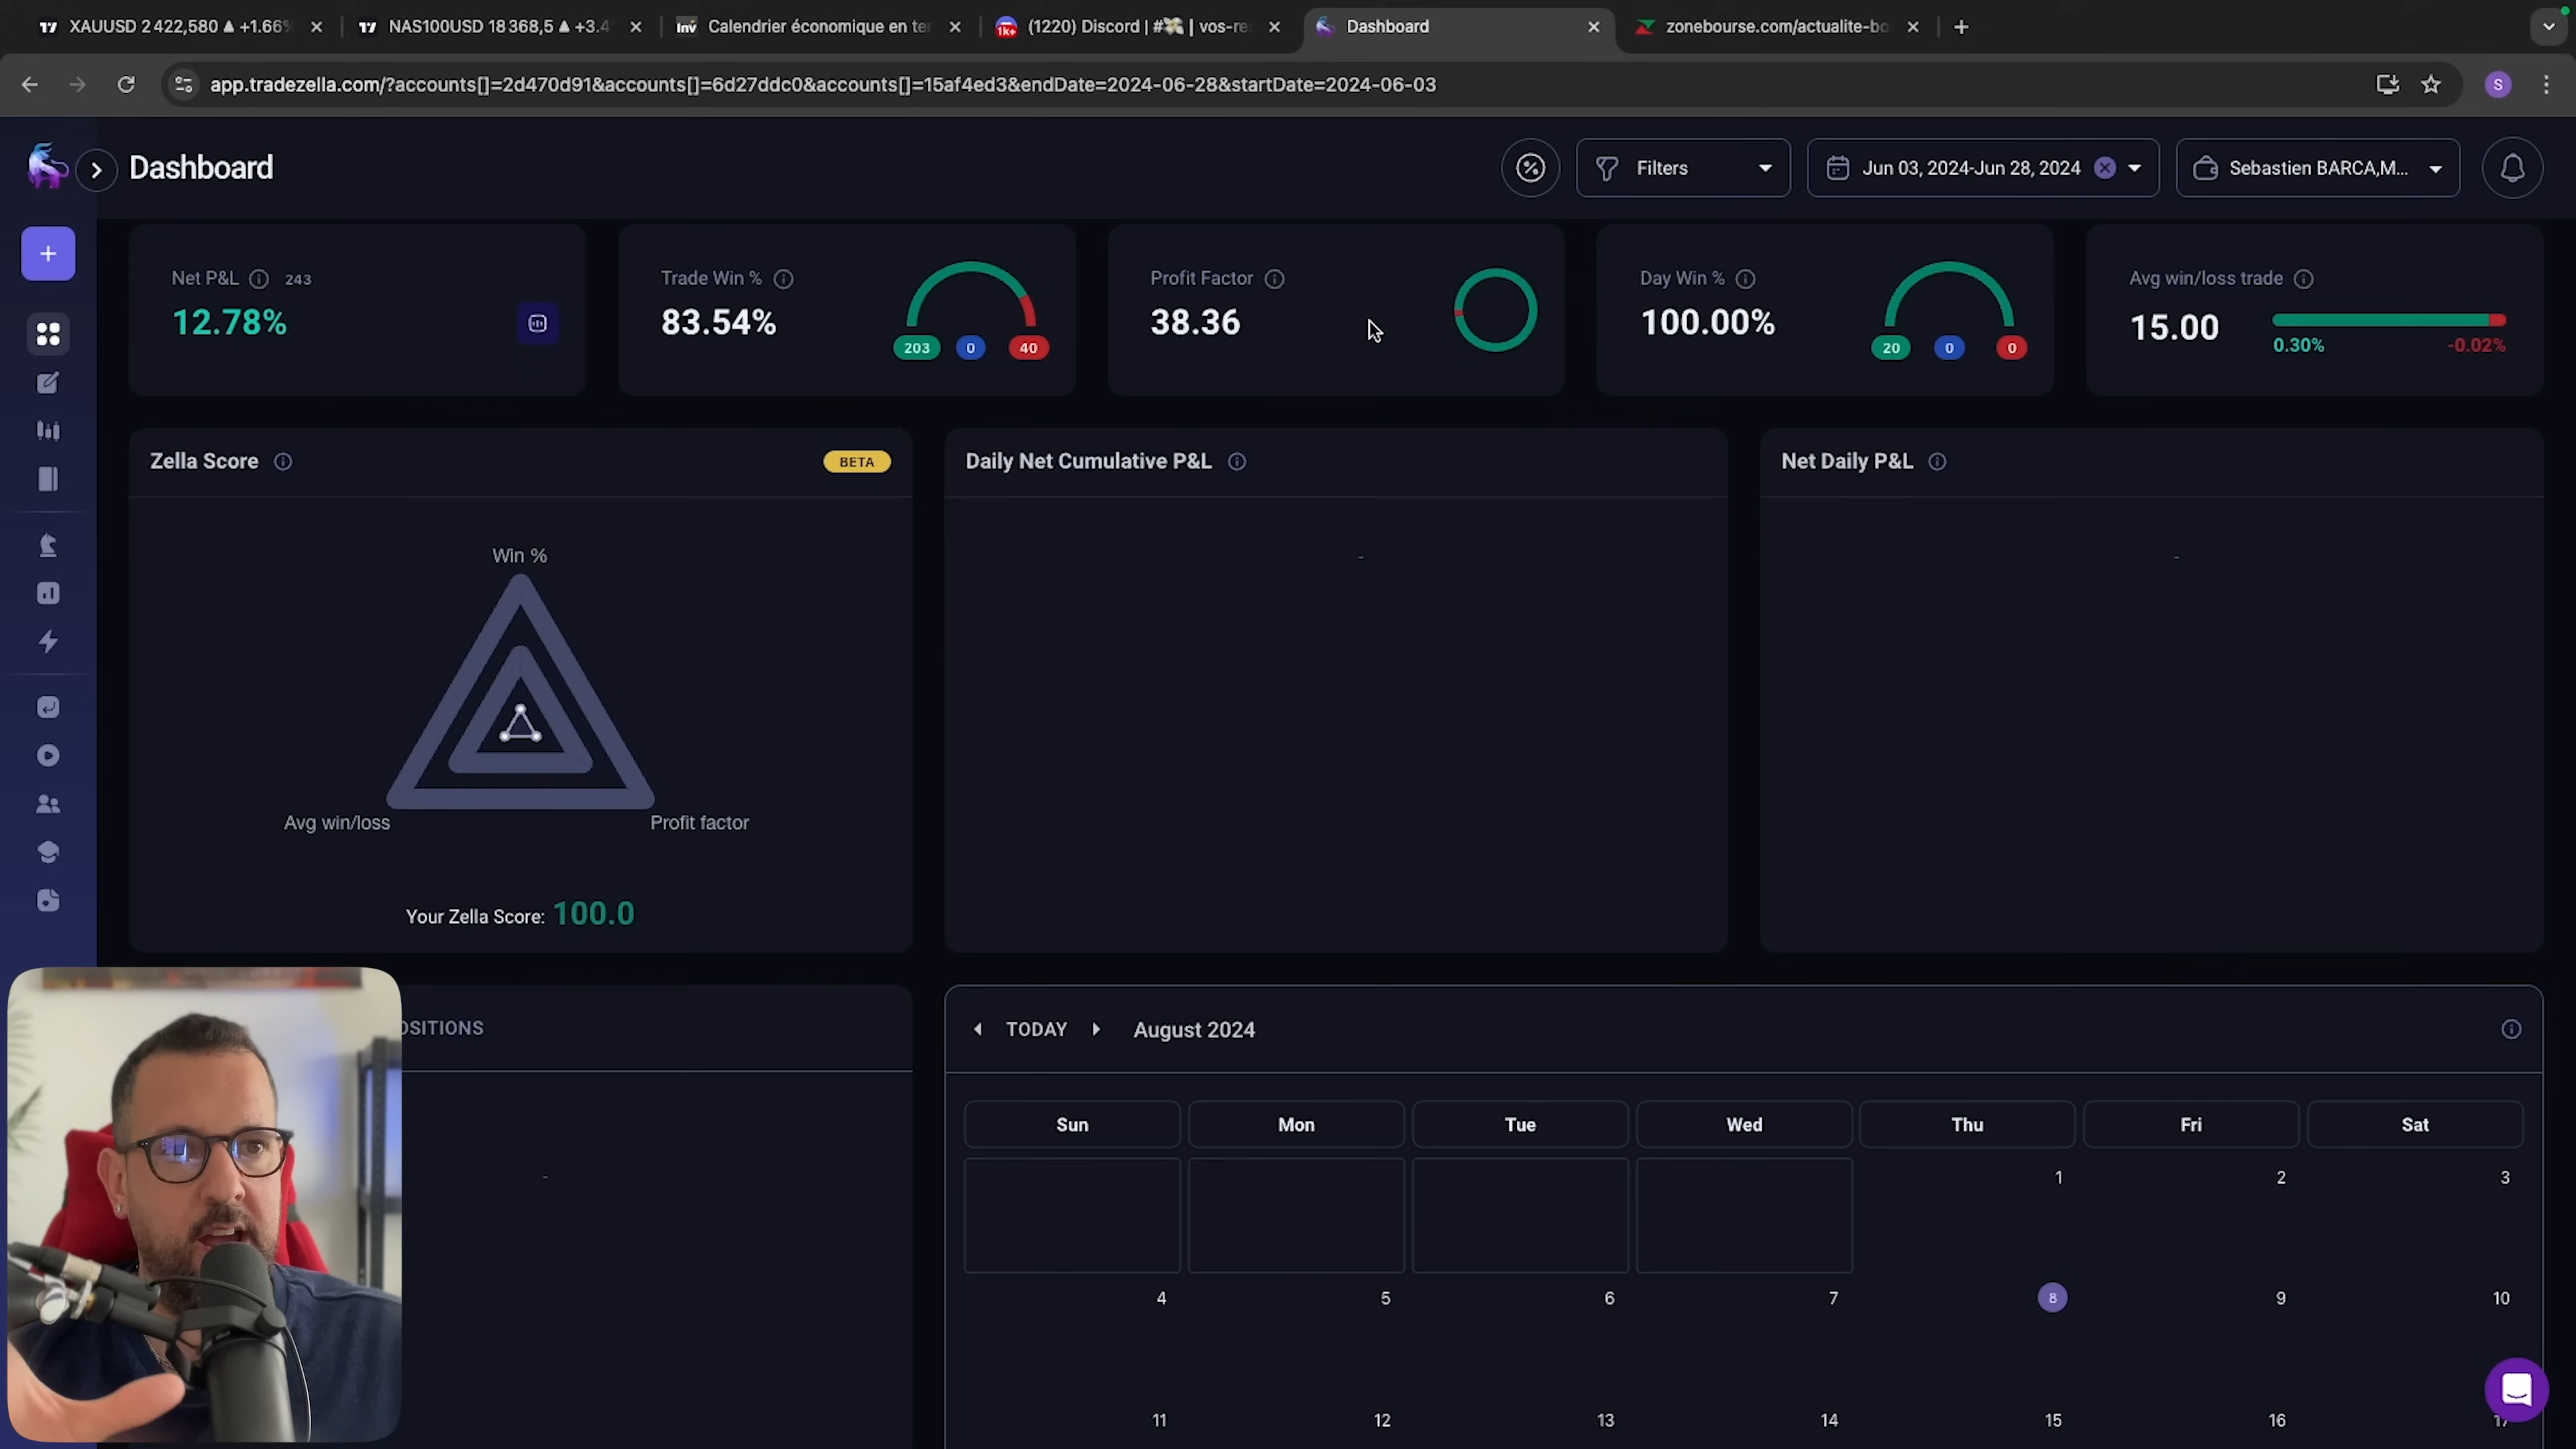 XAUUSD 2 422,580 ▲ +1.66%
NAS100USD 18 368,5 ▲ +3.4
Calendrier économique en te
(1220) Discord | #💸 | vos-re
Dashboard
zonebourse.com/actualite-bo
app.tradezella.com/?accounts[]=2d470d91&accounts[]=6d27ddc0&accounts[]=15af4ed3&endDate=2024-06-28&startDate=2024-06-03
S
Dashboard
Filters
Jun 03, 2024-Jun 28, 2024
Sebastien BARCA,M...
Net P&L 243
12.78%
Trade Win %
83.54%
203 0 40
Profit Factor
38.36
Day Win %
100.00%
20 0 0
Avg win/loss trade
15.00
0.30% -0.02%
Zella Score
BETA
Win %
Avg win/loss
Profit factor
Your Zella Score: 100.0
Daily Net Cumulative P&L
-
Net Daily P&L
-
OSITIONS
-
TODAY August 2024
Sun Mon Tue Wed Thu Fri Sat
1 2 3
4 5 6 7 8 9 10
11 12 13 14 15 16 17